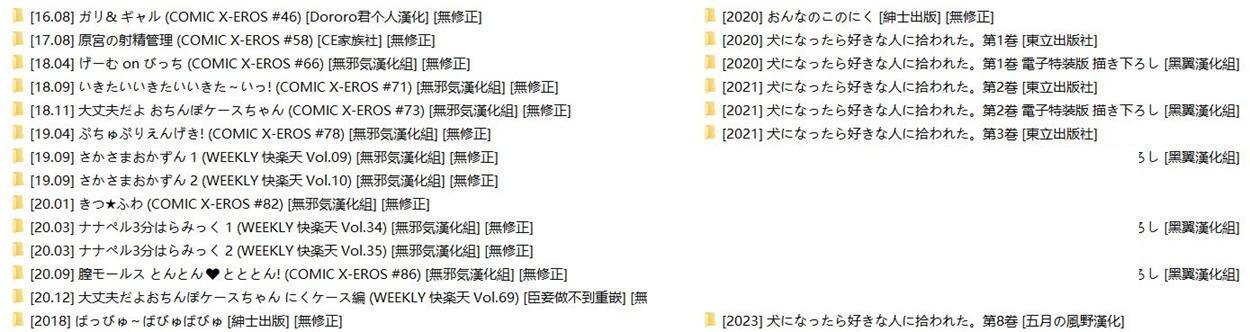 [16.08] ガリ& ギャル (COMIC X-EROS #46) [Dororo君个人漢化] [無修正]
[17.08] 原宮の射精管理 (COMIC X-EROS #58) [CE家族社] [無修正]
[18.04] げーむ on びっち (COMIC X-EROS #66) [無邪気漢化組] [無修正]
[18.09] いきたいいきたいいきた～いっ! (COMIC X-EROS #71) [無邪気漢化組] [無修正]
[18.11] 大丈夫だよ おちんぽケースちゃん (COMIC X-EROS #73) [無邪気漢化組] [無修正]
[19.04] ぷちゅぷりえんげき! (COMIC X-EROS #78) [無邪気漢化組] [無修正]
[19.09] さかさまおかずん 1 (WEEKLY 快楽天 Vol.09) [無邪気漢化組] [無修正]
[19.09] さかさまおかずん 2 (WEEKLY 快楽天 Vol.10) [無邪気漢化組] [無修正]
[20.01] きつ★ふわ (COMIC X-EROS #82) [無邪気漢化組] [無修正]
[20.03] ナナペル3分はらみっく 1 (WEEKLY 快楽天 Vol.34) [無邪気漢化組] [無修正]
[20.03] ナナペル3分はらみっく 2 (WEEKLY 快楽天 Vol.35) [無邪気漢化組] [無修正]
[20.09] 膣モールス とんとん♥とととん! (COMIC X-EROS #86) [無邪気漢化組] [無修正]
[20.12] 大丈夫だよおちんぽケースちゃん にくケース編 (WEEKLY 快楽天 Vol.69) [臣妾做不到重嵌] [無
[2018] ばっびゅ～ばびゅばびゅ [紳士出版] [無修正]
[2020] おんなのこのにく [紳士出版] [無修正]
[2020] 犬になったら好きな人に拾われた。第1巻 [東立出版社]
[2020] 犬になったら好きな人に拾われた。第1巻 電子特装版 描き下ろし [黑翼漢化組]
[2021] 犬になったら好きな人に拾われた。第2巻 [東立出版社]
[2021] 犬になったら好きな人に拾われた。第2巻 電子特装版 描き下ろし [黑翼漢化組]
[2021] 犬になったら好きな人に拾われた。第3巻 [東立出版社]
ろし [黑翼漢化組]
ろし [黑翼漢化組]
ろし [黑翼漢化組]
[2023] 犬になったら好きな人に拾われた。第8巻 [五月の風野漢化]